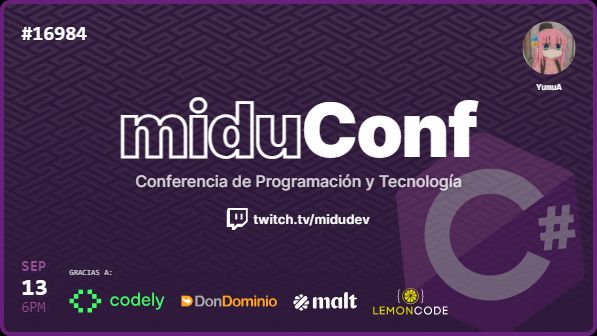 #16984
YumuA
miduConf
Conferencia de Programación y Tecnología
twitch.tv/midudev
C#
SEP
13
6PM
GRACIAS A:
codely
DonDominio
malt
LEMONCODE